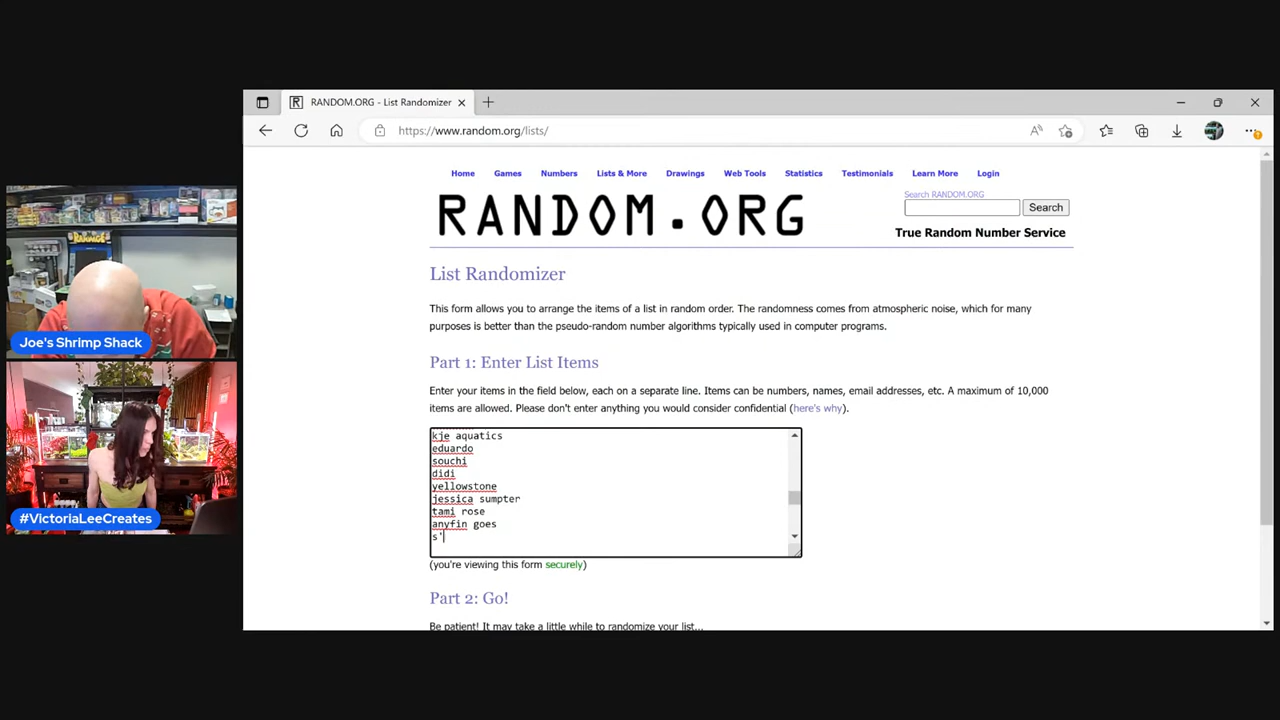 RANDOM.ORG - List Randomizer
https://www.random.org/lists/
Home Games Numbers Lists & More Drawings Web Tools Statistics Testimonials Learn More Login
RANDOM.ORG
Search RANDOM.ORG
Search
True Random Number Service
List Randomizer
This form allows you to arrange the items of a list in random order. The randomness comes from atmospheric noise, which for many
purposes is better than the pseudo-random number algorithms typically used in computer programs.
Part 1: Enter List Items
Enter your items in the field below, each on a separate line. Items can be numbers, names, email addresses, etc. A maximum of 10,000
items are allowed. Please don't enter anything you would consider confidential (here's why).
kje aquatics
eduardo
souchi
didi
yellowstone
jessica sumpter
tami rose
anyfin goes
s'
(you're viewing this form securely)
Part 2: Go!
Be patient! It may take a little while to randomize your list...
RAMPAGE
Joe's Shrimp Shack
#VictoriaLeeCreates